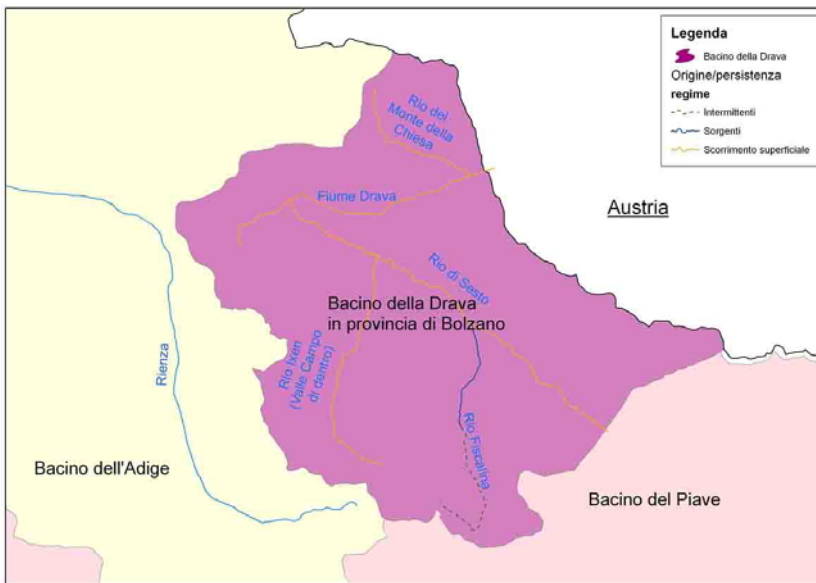 Legenda
Bacino della Drava
Origine/persistenza
regime
Intermittenti
Sorgenti
Scorrimento superficiale
Rio del
Monte della
Chiesa
Fiume Drava
Austria
Rio di Sesto
Bacino della Drava
in provincia di Bolzano
Rienza
Rio Ixen
(Valle Campo
di dentro)
Rio Fiscalina
Bacino dell'Adige
Bacino del Piave